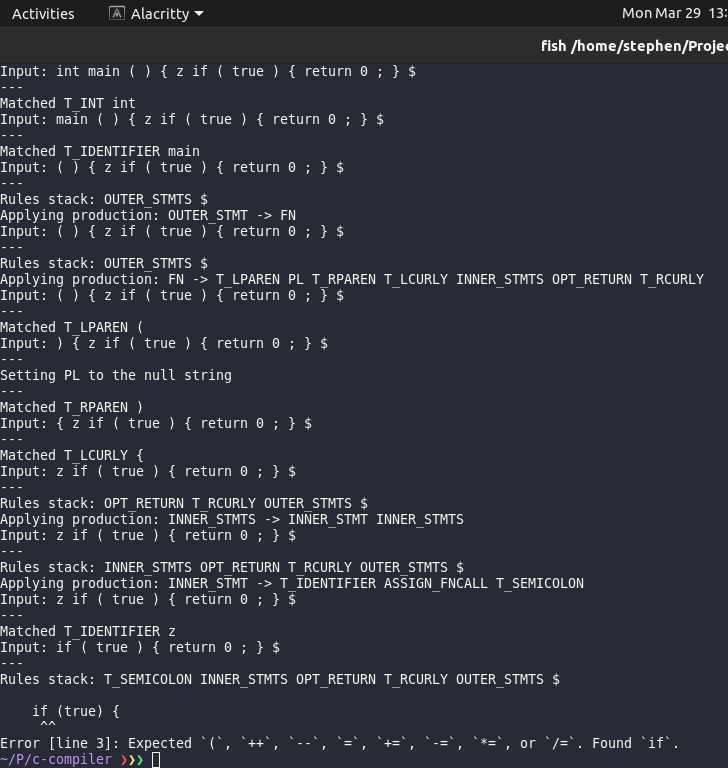 Activities Alacritty Mon Mar 29 13:
fish /home/stephen/Projec
Input: int main ( ) { z if ( true ) { return 0 ; } $
---
Matched T_INT int
Input: main ( ) { z if ( true ) { return 0 ; } $
---
Matched T_IDENTIFIER main
Input: ( ) { z if ( true ) { return 0 ; } $
---
Rules stack: OUTER_STMTS $
Applying production: OUTER_STMT -> FN
Input: ( ) { z if ( true ) { return 0 ; } $
---
Rules stack: OUTER_STMTS $
Applying production: FN -> T_LPAREN PL T_RPAREN T_LCURLY INNER_STMTS OPT_RETURN T_RCURLY
Input: ( ) { z if ( true ) { return 0 ; } $
---
Matched T_LPAREN (
Input: ) { z if ( true ) { return 0 ; } $
---
Setting PL to the null string
---
Matched T_RPAREN )
Input: { z if ( true ) { return 0 ; } $
---
Matched T_LCURLY {
Input: z if ( true ) { return 0 ; } $
---
Rules stack: OPT_RETURN T_RCURLY OUTER_STMTS $
Applying production: INNER_STMTS -> INNER_STMT INNER_STMTS
Input: z if ( true ) { return 0 ; } $
---
Rules stack: INNER_STMTS OPT_RETURN T_RCURLY OUTER_STMTS $
Applying production: INNER_STMT -> T_IDENTIFIER ASSIGN_FNCALL T_SEMICOLON
Input: z if ( true ) { return 0 ; } $
---
Matched T_IDENTIFIER z
Input: if ( true ) { return 0 ; } $
---
Rules stack: T_SEMICOLON INNER_STMTS OPT_RETURN T_RCURLY OUTER_STMTS $
    if (true) {
     ^^
Error [line 3]: Expected `(`, `++`, `--`, `=`, `+=`, `-=`, `*=`, or `/=`. Found `if`.
~/P/c-compiler ❯❯❯